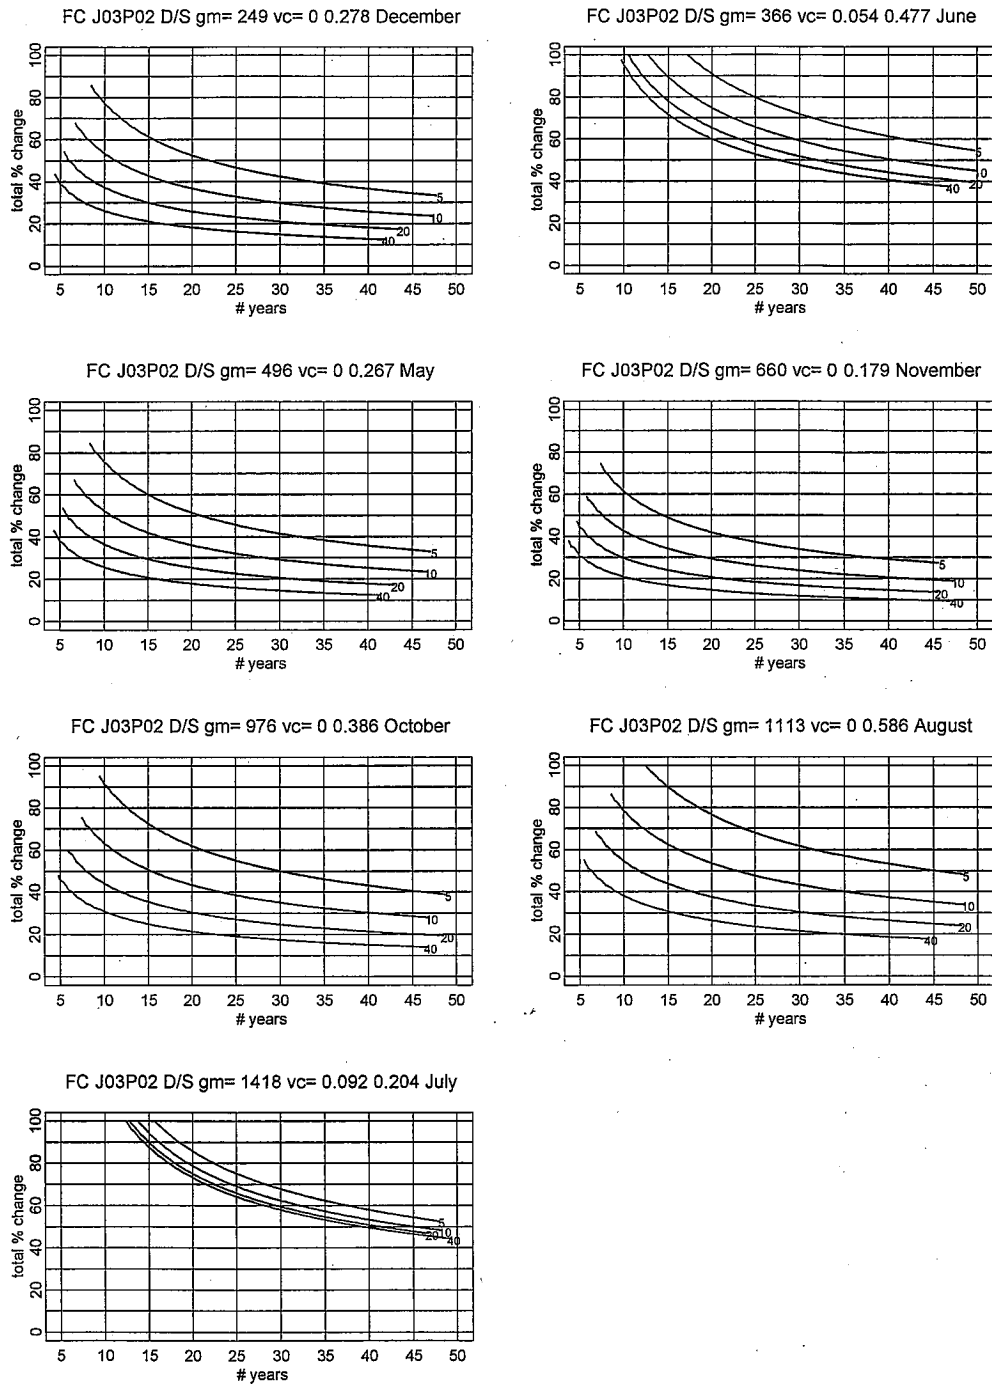 FC J03P02 D/S gm= 249 vc= 0 0.278 December
total % change
0 20 40 60 80 100
5
10
20
40
5 10 15 20 25 30 35 40 45 50
# years
FC J03P02 D/S gm= 366 vc= 0.054 0.477 June
total % change
0 20 40 60 80 100
5
0
20
40
5 10 15 20 25 30 35 40 45 50
# years
FC J03P02 D/S gm= 496 vc= 0 0.267 May
total % change
0 20 40 60 80 100
5
10
20
40
5 10 15 20 25 30 35 40 45 50
# years
FC J03P02 D/S gm= 660 vc= 0 0.179 November
total % change
0 20 40 60 80 100
5
10
20
40
5 10 15 20 25 30 35 40 45 50
# years
FC J03P02 D/S gm= 976 vc= 0 0.386 October
total % change
0 20 40 60 80 100
5
10
20
40
5 10 15 20 25 30 35 40 45 50
# years
FC J03P02 D/S gm= 1113 vc= 0 0.586 August
total % change
0 20 40 60 80 100
5
10
20
40
5 10 15 20 25 30 35 40 45 50
# years
FC J03P02 D/S gm= 1418 vc= 0.092 0.204 July
total % change
0 20 40 60 80 100
5
10
20
40
5 10 15 20 25 30 35 40 45 50
# years